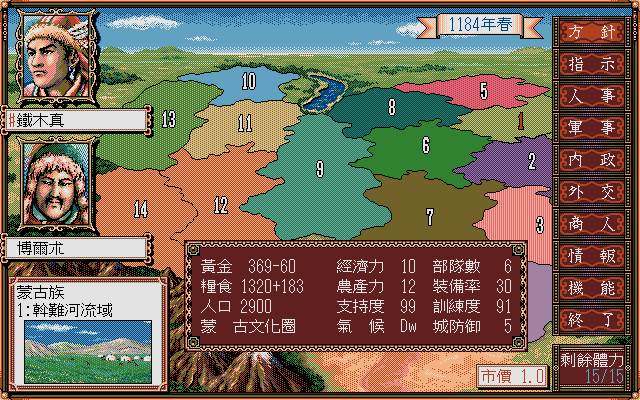 1184年春
鐵木真
博爾朮
蒙古族
1:斡難河流域
10
13
11
9
8
5
1
6
2
14
12
7
3
黃金 369-60 經濟力 10 部隊數 6
糧食 1320+183 農產力 12 裝備率 30
人口 2900 支持度 99 訓練度 91
蒙 古文化圈 氣 候 Dw 城防御 5
市價 1.0
方針
指示
人事
軍事
內政
外交
商人
情報
機能
終了
剩餘體力
15/15